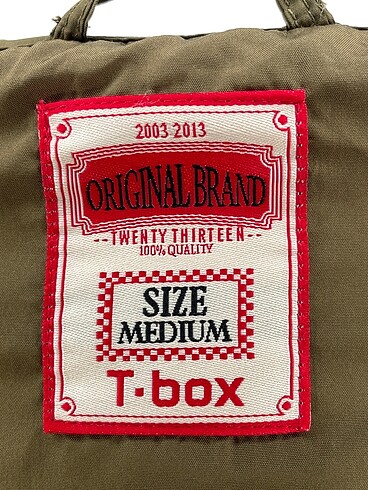 2003 2013
ORIGINAL BRAND
--TWENTY THIRTEEN--
100% QUALITY
SIZE
MEDIUM
T·box